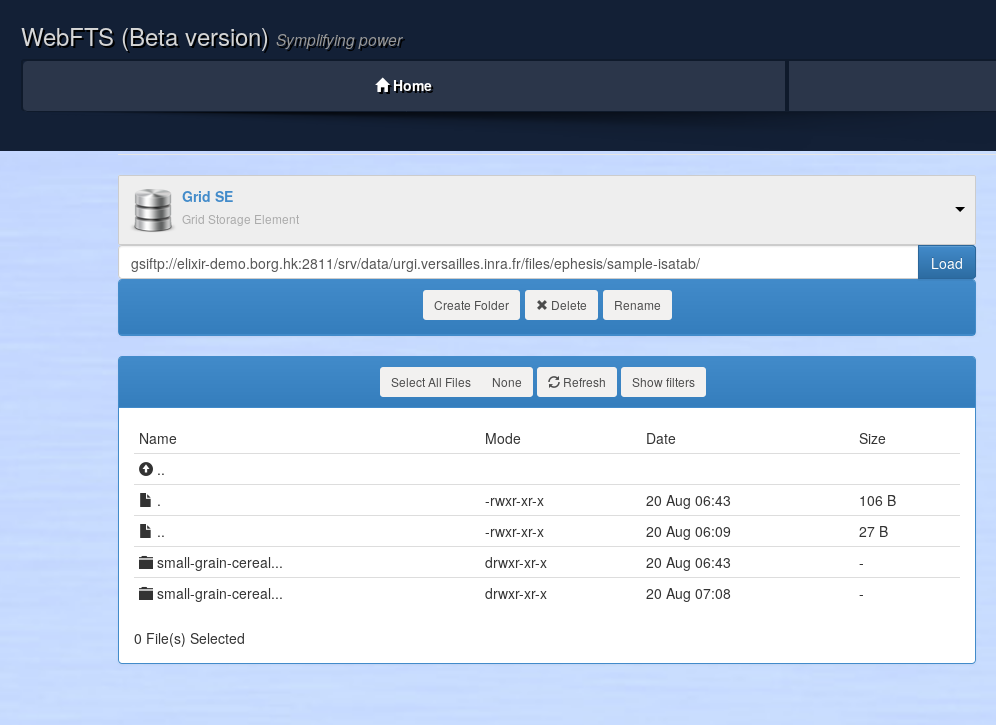 WebFTS (Beta version) Symplifying power
Home
Grid SE
Grid Storage Element
gsiftp://elixir-demo.borg.hk:2811/srv/data/urgi.versailles.inra.fr/files/ephesis/sample-isatab/ Load
Create Folder Delete Rename
Select All Files None Refresh Show filters
Name Mode Date Size
..
. -rwxr-xr-x 20 Aug 06:43 106 B
.. -rwxr-xr-x 20 Aug 06:09 27 B
small-grain-cereal... drwxr-xr-x 20 Aug 06:43 -
small-grain-cereal... drwxr-xr-x 20 Aug 07:08 -
0 File(s) Selected